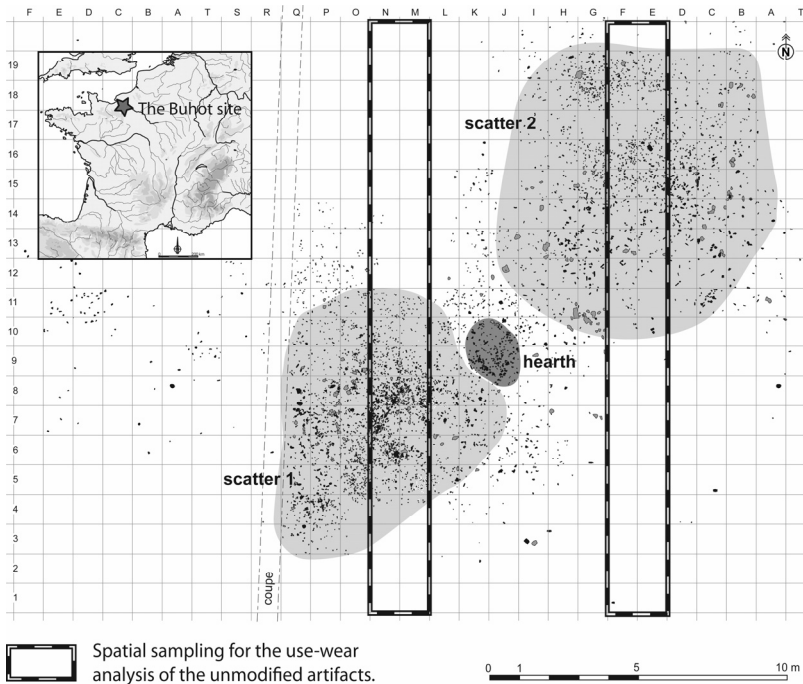 F E D C B A T S R Q P O N M L K J I H G F E D C B A T
19
18
17
16
15
14
13
12
11
10
9
8
7
6
5
4
3
2
1
The Buhot site
N
scatter 2
hearth
scatter 1
coupe
Spatial sampling for the use-wear
analysis of the unmodified artifacts.
0 1 5 10 m